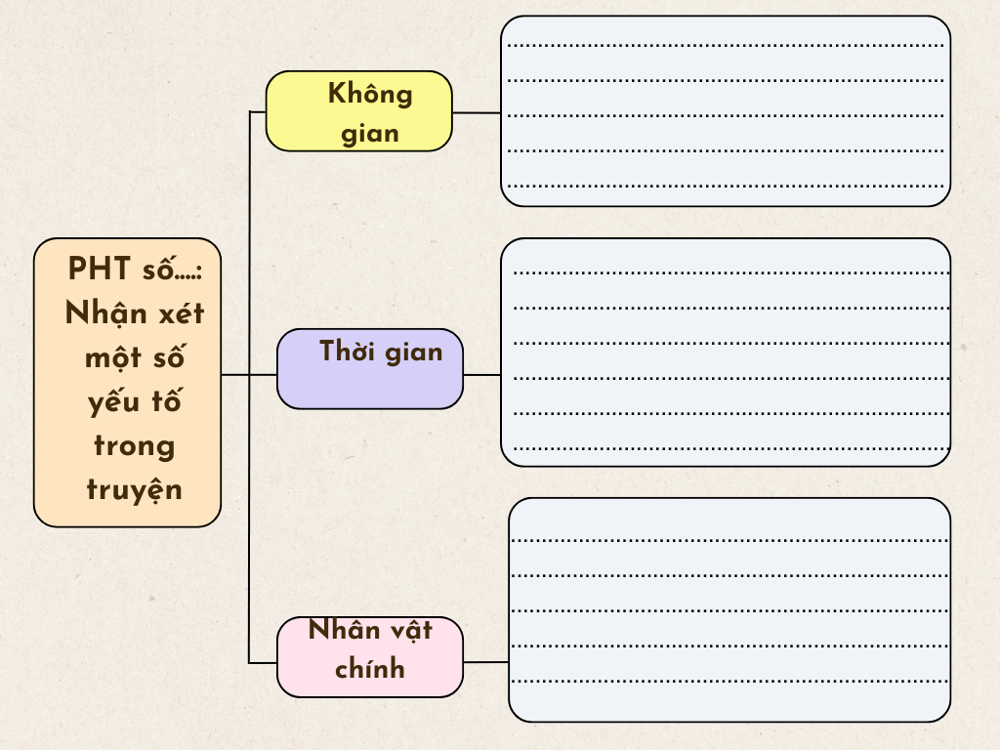 PHT số....:
Nhận xét
một số
yếu tố
trong
truyện
Không
gian
Thời gian
Nhân vật
chính